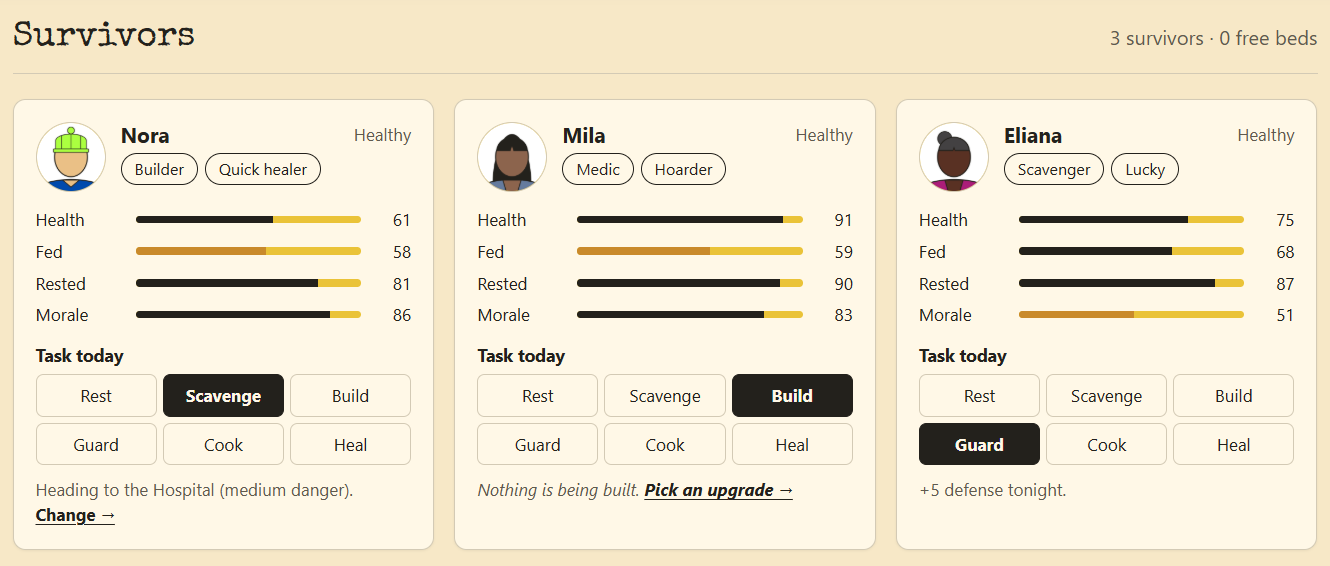 Survivors
3 survivors · 0 free beds
Nora
Healthy
Builder
Quick healer
Health 61
Fed 58
Rested 81
Morale 86
Task today
Rest Scavenge Build
Guard Cook Heal
Heading to the Hospital (medium danger).
Change →
Mila
Healthy
Medic
Hoarder
Health 91
Fed 59
Rested 90
Morale 83
Task today
Rest Scavenge Build
Guard Cook Heal
Nothing is being built. Pick an upgrade →
Eliana
Healthy
Scavenger
Lucky
Health 75
Fed 68
Rested 87
Morale 51
Task today
Rest Scavenge Build
Guard Cook Heal
+5 defense tonight.